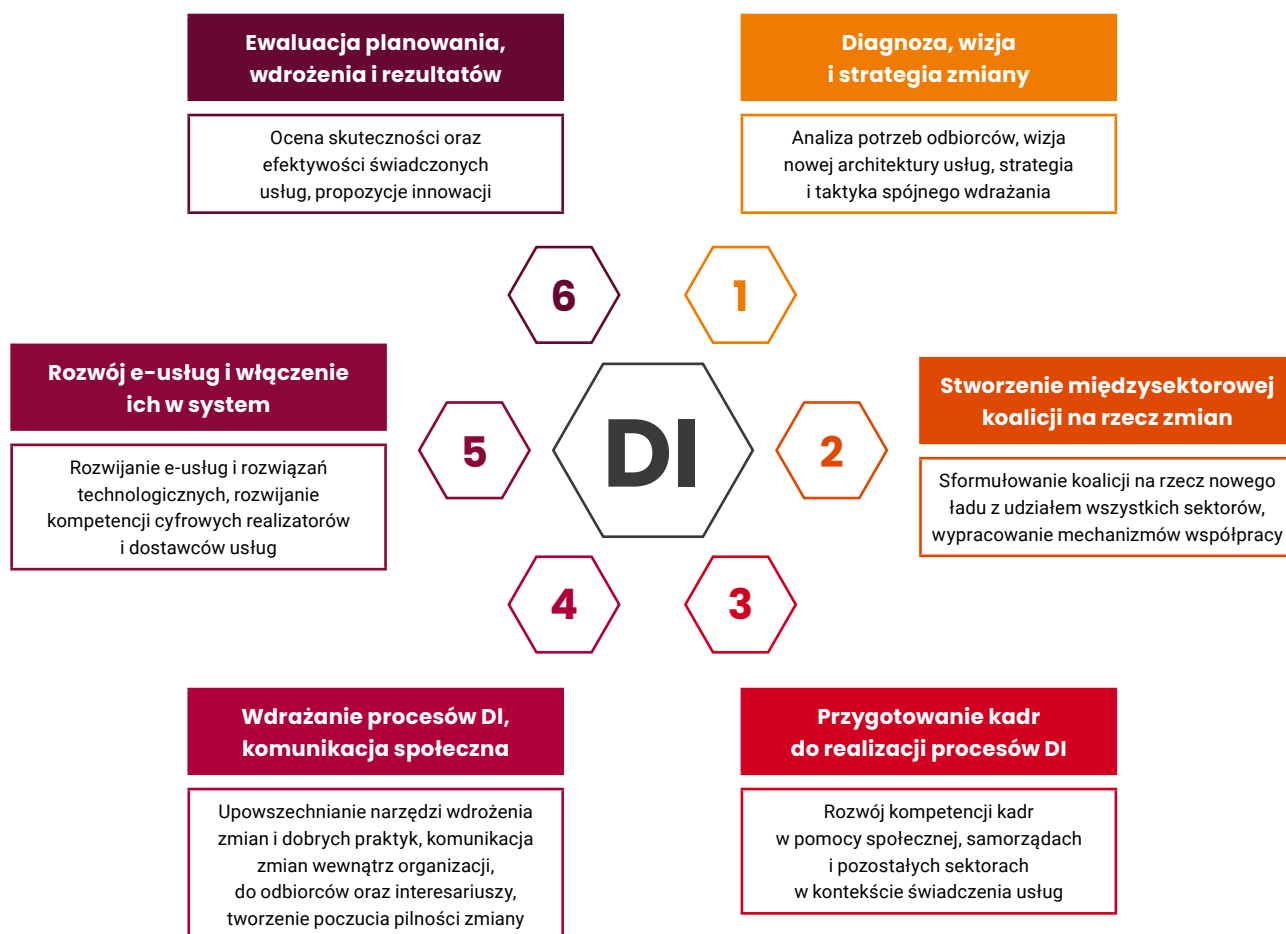 Ewaluacja planowania,
wdrożenia i rezultatów
Ocena skuteczności oraz
efektywości świadczonych
usług, propozycje innowacji
Diagnoza, wizja
i strategia zmiany
Analiza potrzeb odbiorców, wizja
nowej architektury usług, strategia
i taktyka spójnego wdrażania
6
1
Rozwój e-usług i włączenie
ich w system
Rozwijanie e-usług i rozwiązań
technologicznych, rozwijanie
kompetencji cyfrowych realizatorów
i dostawców usług
5
DI
2
Stworzenie międzysektorowej
koalicji na rzecz zmian
Sformułowanie koalicji na rzecz nowego
ładu z udziałem wszystkich sektorów,
wypracowanie mechanizmów współpracy
4
3
Wdrażanie procesów DI,
komunikacja społeczna
Upowszechnianie narzędzi wdrożenia
zmian i dobrych praktyk, komunikacja
zmian wewnątrz organizacji,
do odbiorców oraz interesariuszy,
tworzenie poczucia pilności zmiany
Przygotowanie kadr
do realizacji procesów DI
Rozwój kompetencji kadr
w pomocy społecznej, samorządach
i pozostałych sektorach
w kontekście świadczenia usług